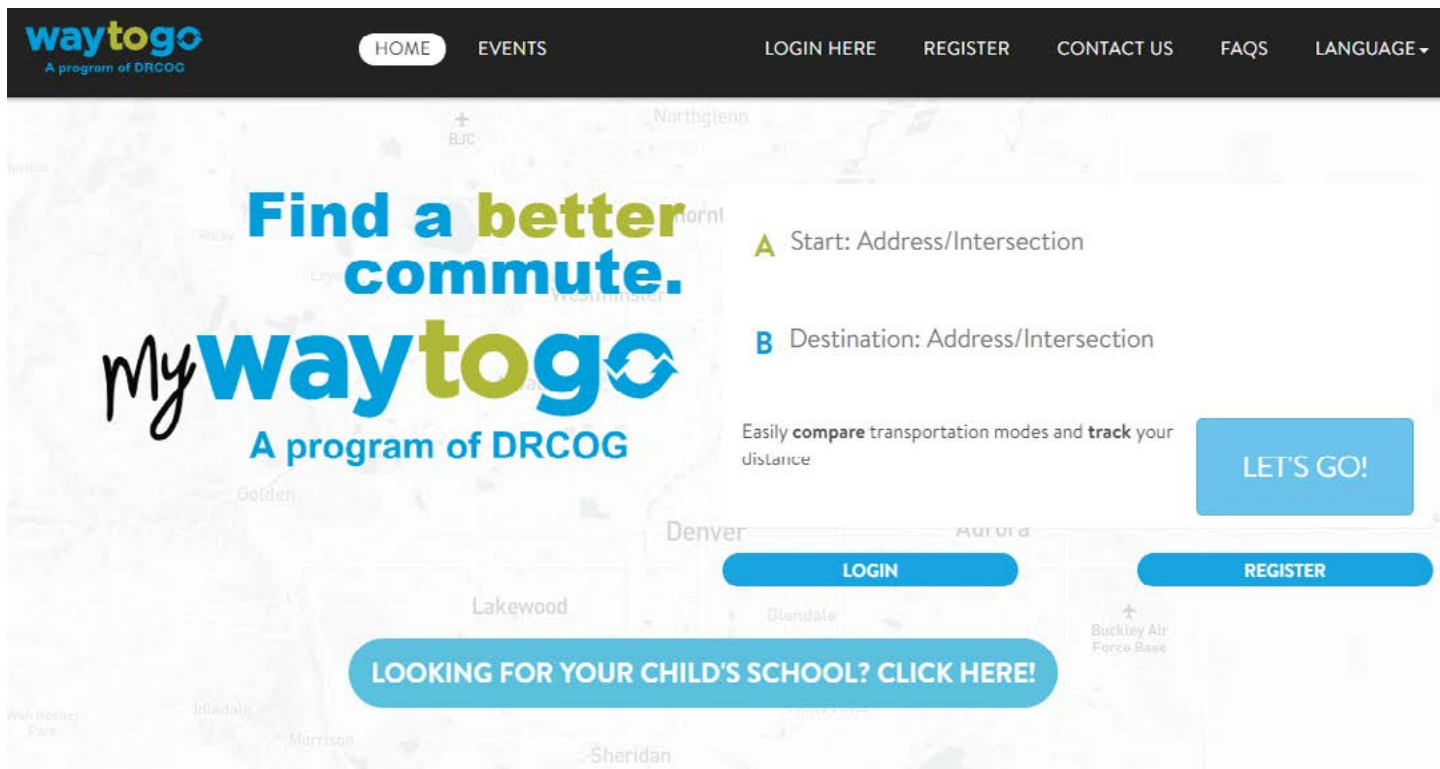 waytogo
A program of DRCOG
HOME
EVENTS
LOGIN HERE
REGISTER
CONTACT US
FAQS
LANGUAGE
BJC
Northglenn
Find a better
commute.
Rocky
Westminster
my waytogo
A program of DRCOG
A Start: Address/Intersection
B Destination: Address/Intersection
Easily compare transportation modes and track your
distance
LET'S GO!
Golden
Denver
Aurora
LOGIN
REGISTER
Lakewood
Glendale
Buckley Air
Force Base
LOOKING FOR YOUR CHILD'S SCHOOL? CLICK HERE!
Idledale
Morrison
Sheridan